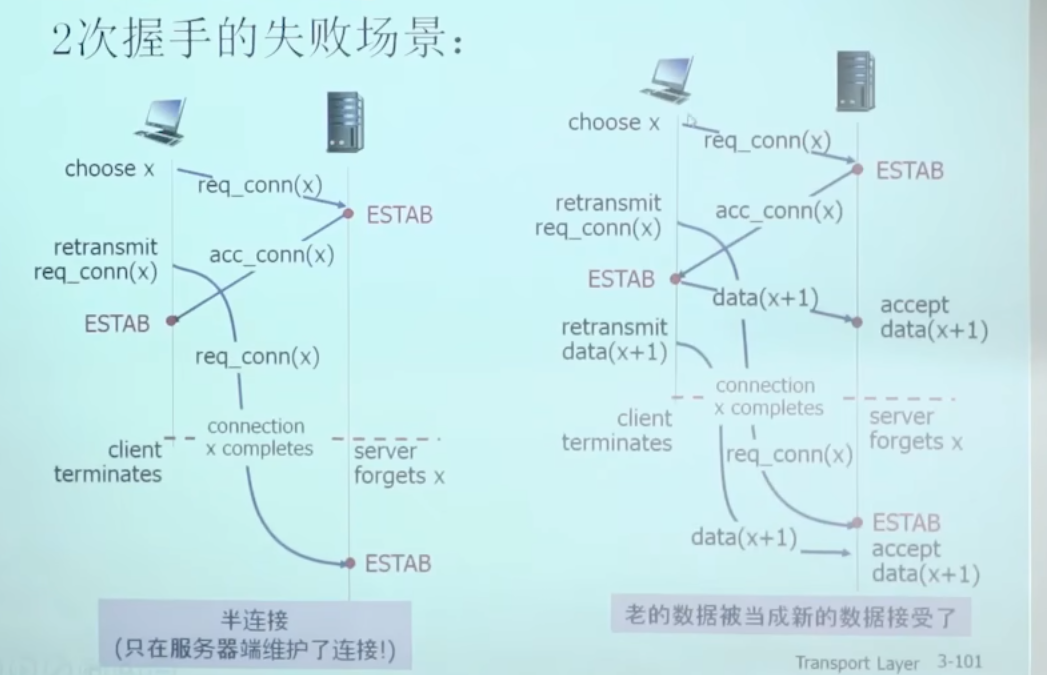 2次握手的失败场景:
choose x
req_conn(x)
ESTAB
retransmit
req_conn(x)
acc_conn(x)
ESTAB
req_conn(x)
connection
x completes
client
terminates
server
forgets x
ESTAB
半连接
(只在服务器端维护了连接!)
choose x
req_conn(x)
ESTAB
retransmit
req_conn(x)
acc_conn(x)
ESTAB
data(x+1)
accept
data(x+1)
retransmit
data(x+1)
connection
x completes
client
terminates
server
forgets x
req_conn(x)
ESTAB
data(x+1)
accept
data(x+1)
老的数据被当成新的数据接受了
Transport Layer 3-101